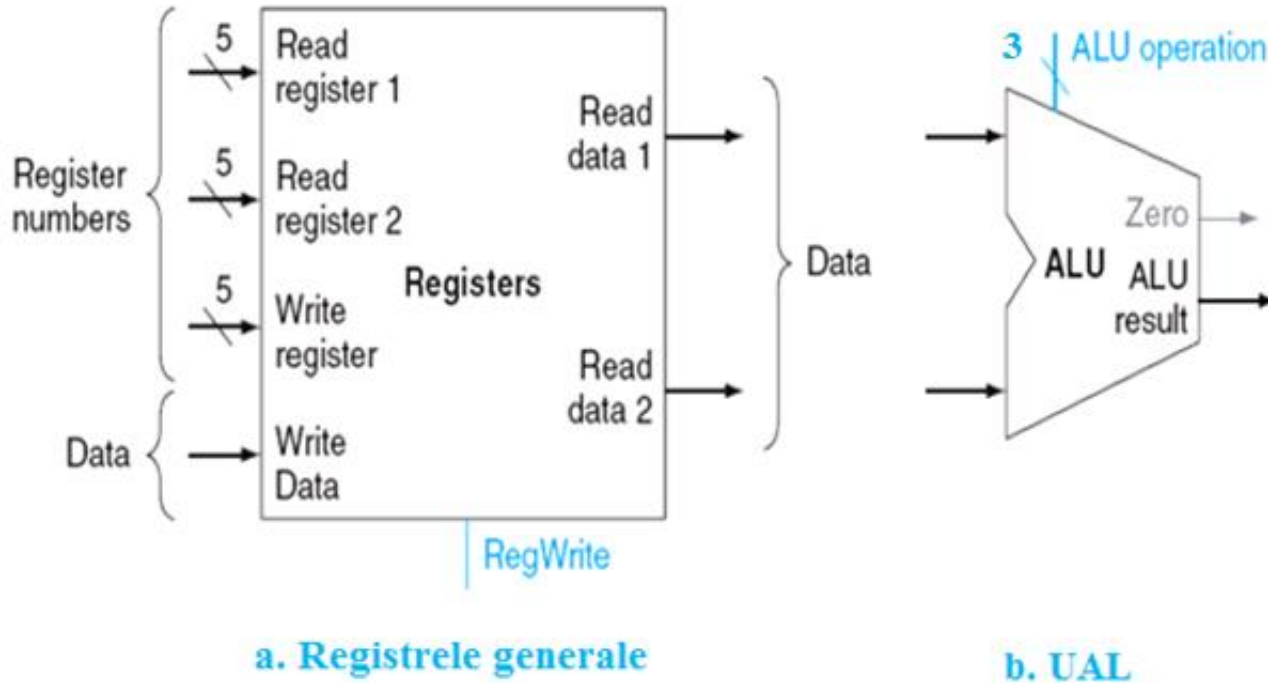 5
Read
register 1
5
Read
register 2
Register
numbers
5
Write
register
Data
Write
Data
Registers
Read
data 1
Read
data 2
Data
RegWrite
a. Registrele generale
3
ALU operation
Zero
ALU
ALU
result
b. UAL